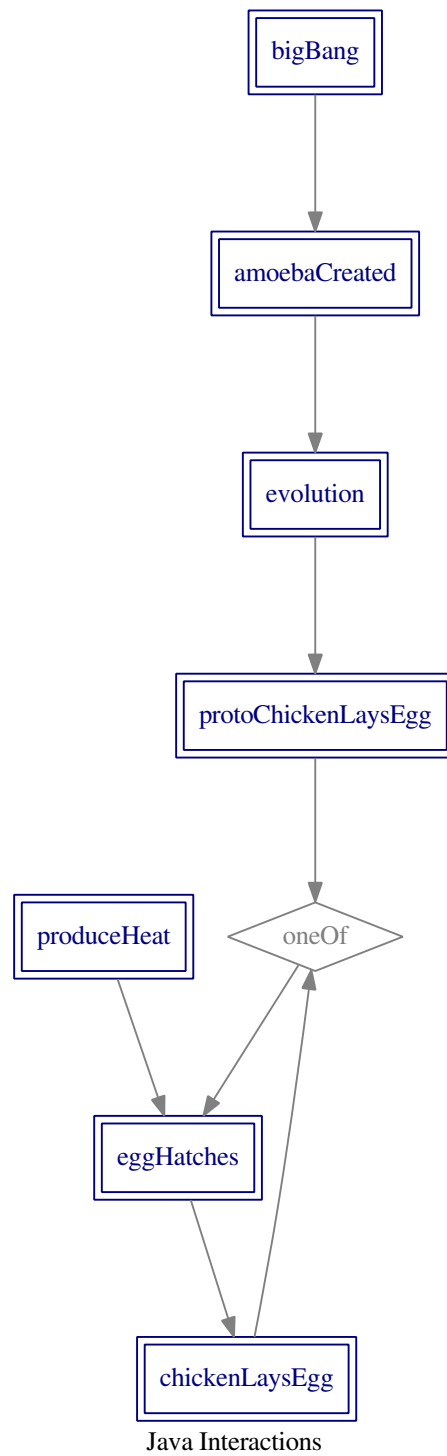 bigBang
amoebaCreated
evolution
protoChickenLaysEgg
produceHeat
oneOf
eggHatches
chickenLaysEgg
Java Interactions